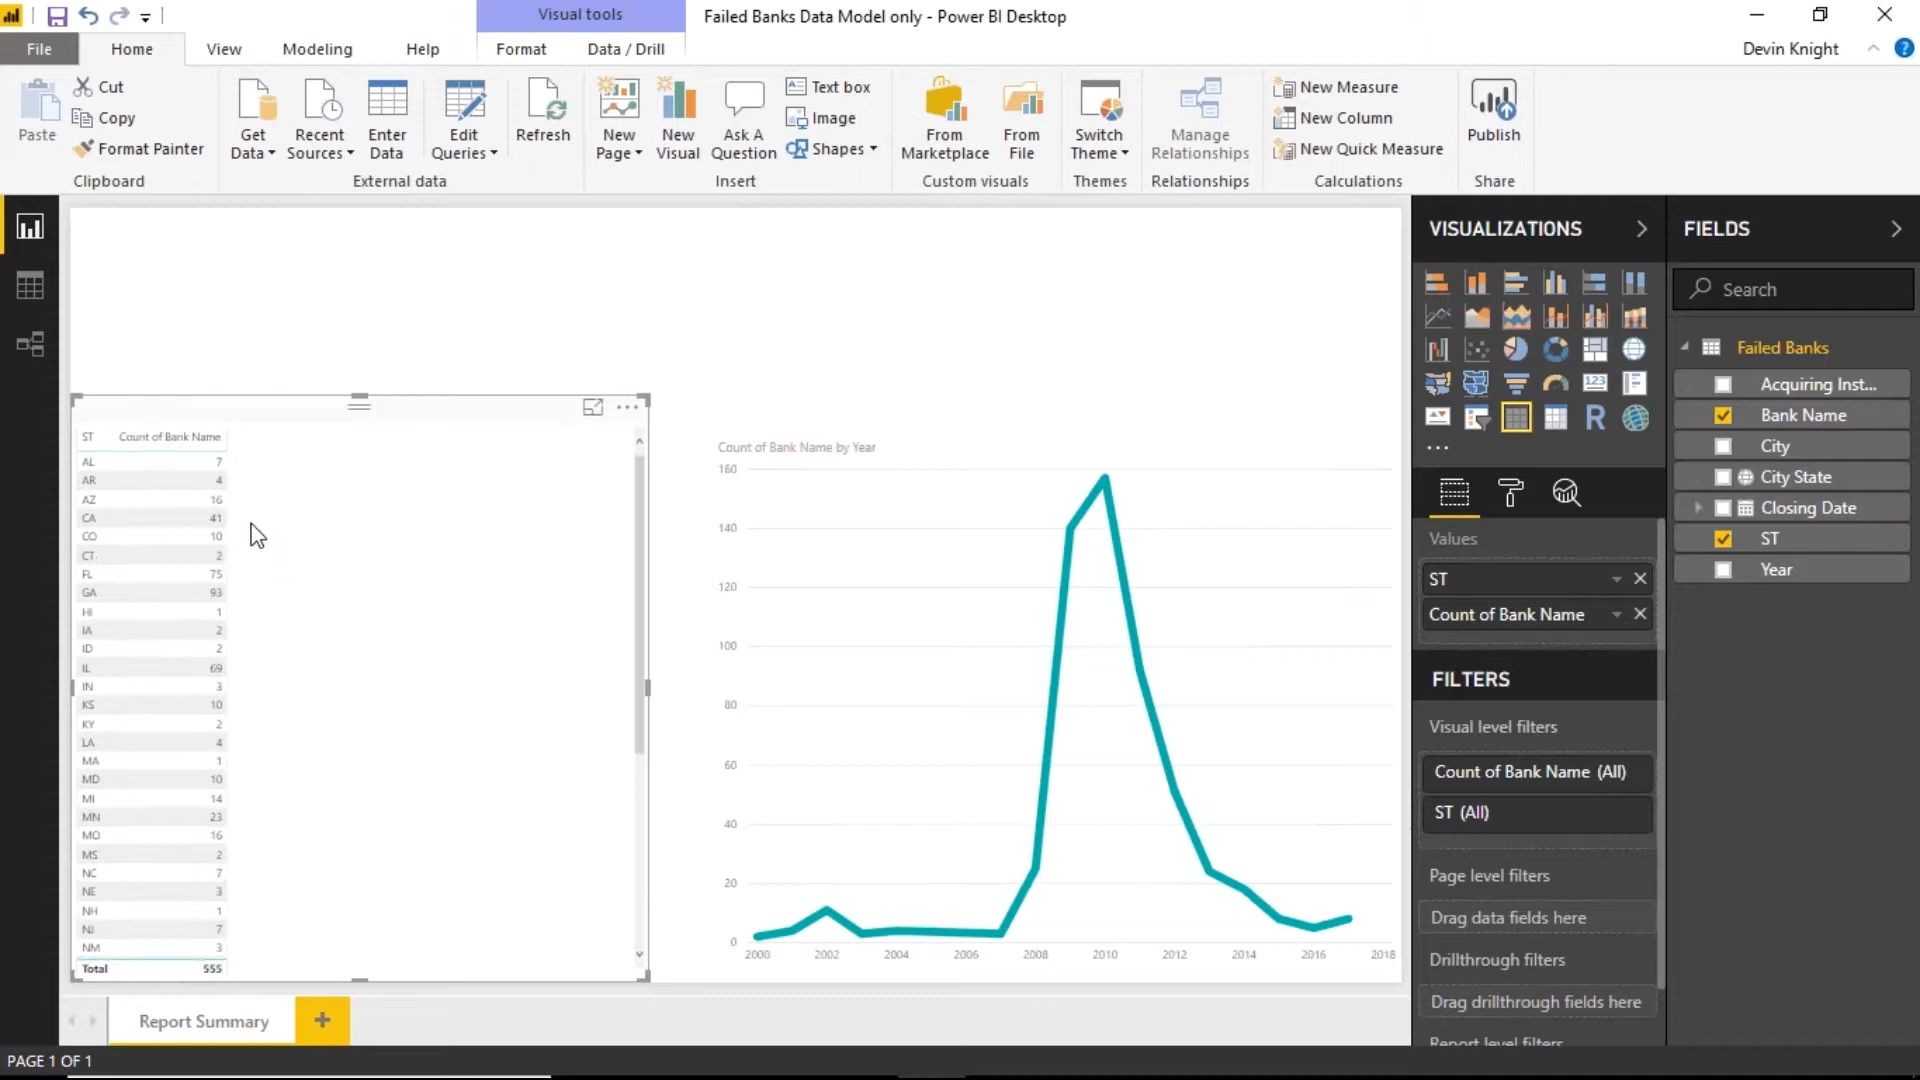 Visual tools
Failed Banks Data Model only - Power BI Desktop
File
Home
View
Modeling
Help
Format
Data / Drill
Devin Knight
?
Paste
Cut
Copy
Format Painter
Clipboard
Get Data
Recent Sources
Enter Data
Edit Queries
Refresh
External data
New Page
New Visual
Ask A Question
Text box
Image
Shapes
Insert
From Marketplace
From File
Custom visuals
Switch Theme
Themes
Manage Relationships
Relationships
New Measure
New Column
New Quick Measure
Calculations
Publish
Share
ST Count of Bank Name
AL 7
AR 4
AZ 16
CA 41
CO 10
CT 2
FL 75
GA 93
HI 1
IA 2
ID 2
IL 69
IN 3
KS 10
KY 2
LA 4
MA 1
MD 10
MI 14
MN 23
MO 16
MS 2
NC 7
NE 3
NH 1
NJ 7
NM 3
Total 555
Count of Bank Name by Year
160
140
120
100
80
60
40
20
0
2000 2002 2004 2006 2008 2010 2012 2014 2016 2018
VISUALIZATIONS
123
R
Values
ST
Count of Bank Name
FILTERS
Visual level filters
Count of Bank Name (All)
ST (All)
Page level filters
Drag data fields here
Drillthrough filters
Drag drillthrough fields here
Report level filters
FIELDS
Search
Failed Banks
Acquiring Inst...
Bank Name
City
City State
Closing Date
ST
Year
Report Summary
PAGE 1 OF 1